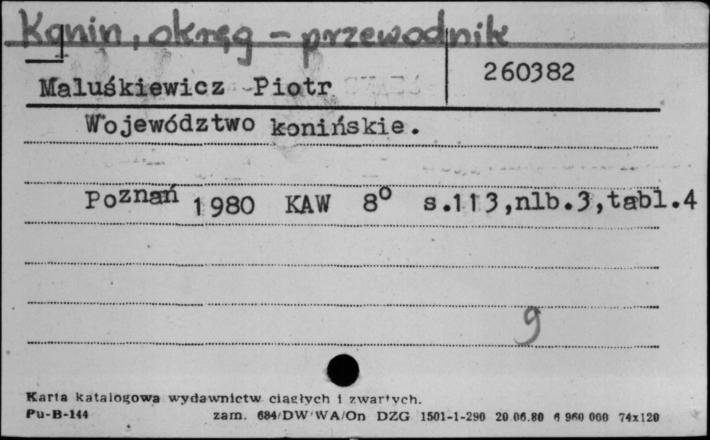 Konin, okręg - przewodnik
260382
Maluśkiewicz Piotr
Województwo konińskie.
Poznań 1980 KAW 8° s.113,nlb.3,tabl.4
9
Karta katalogowa wydawnictw ciągłych i zwartych.
Pu-B-144 zam. 684/DW/WA/On DZG 1501-1-290 20.06.80 6 960 000 74x120